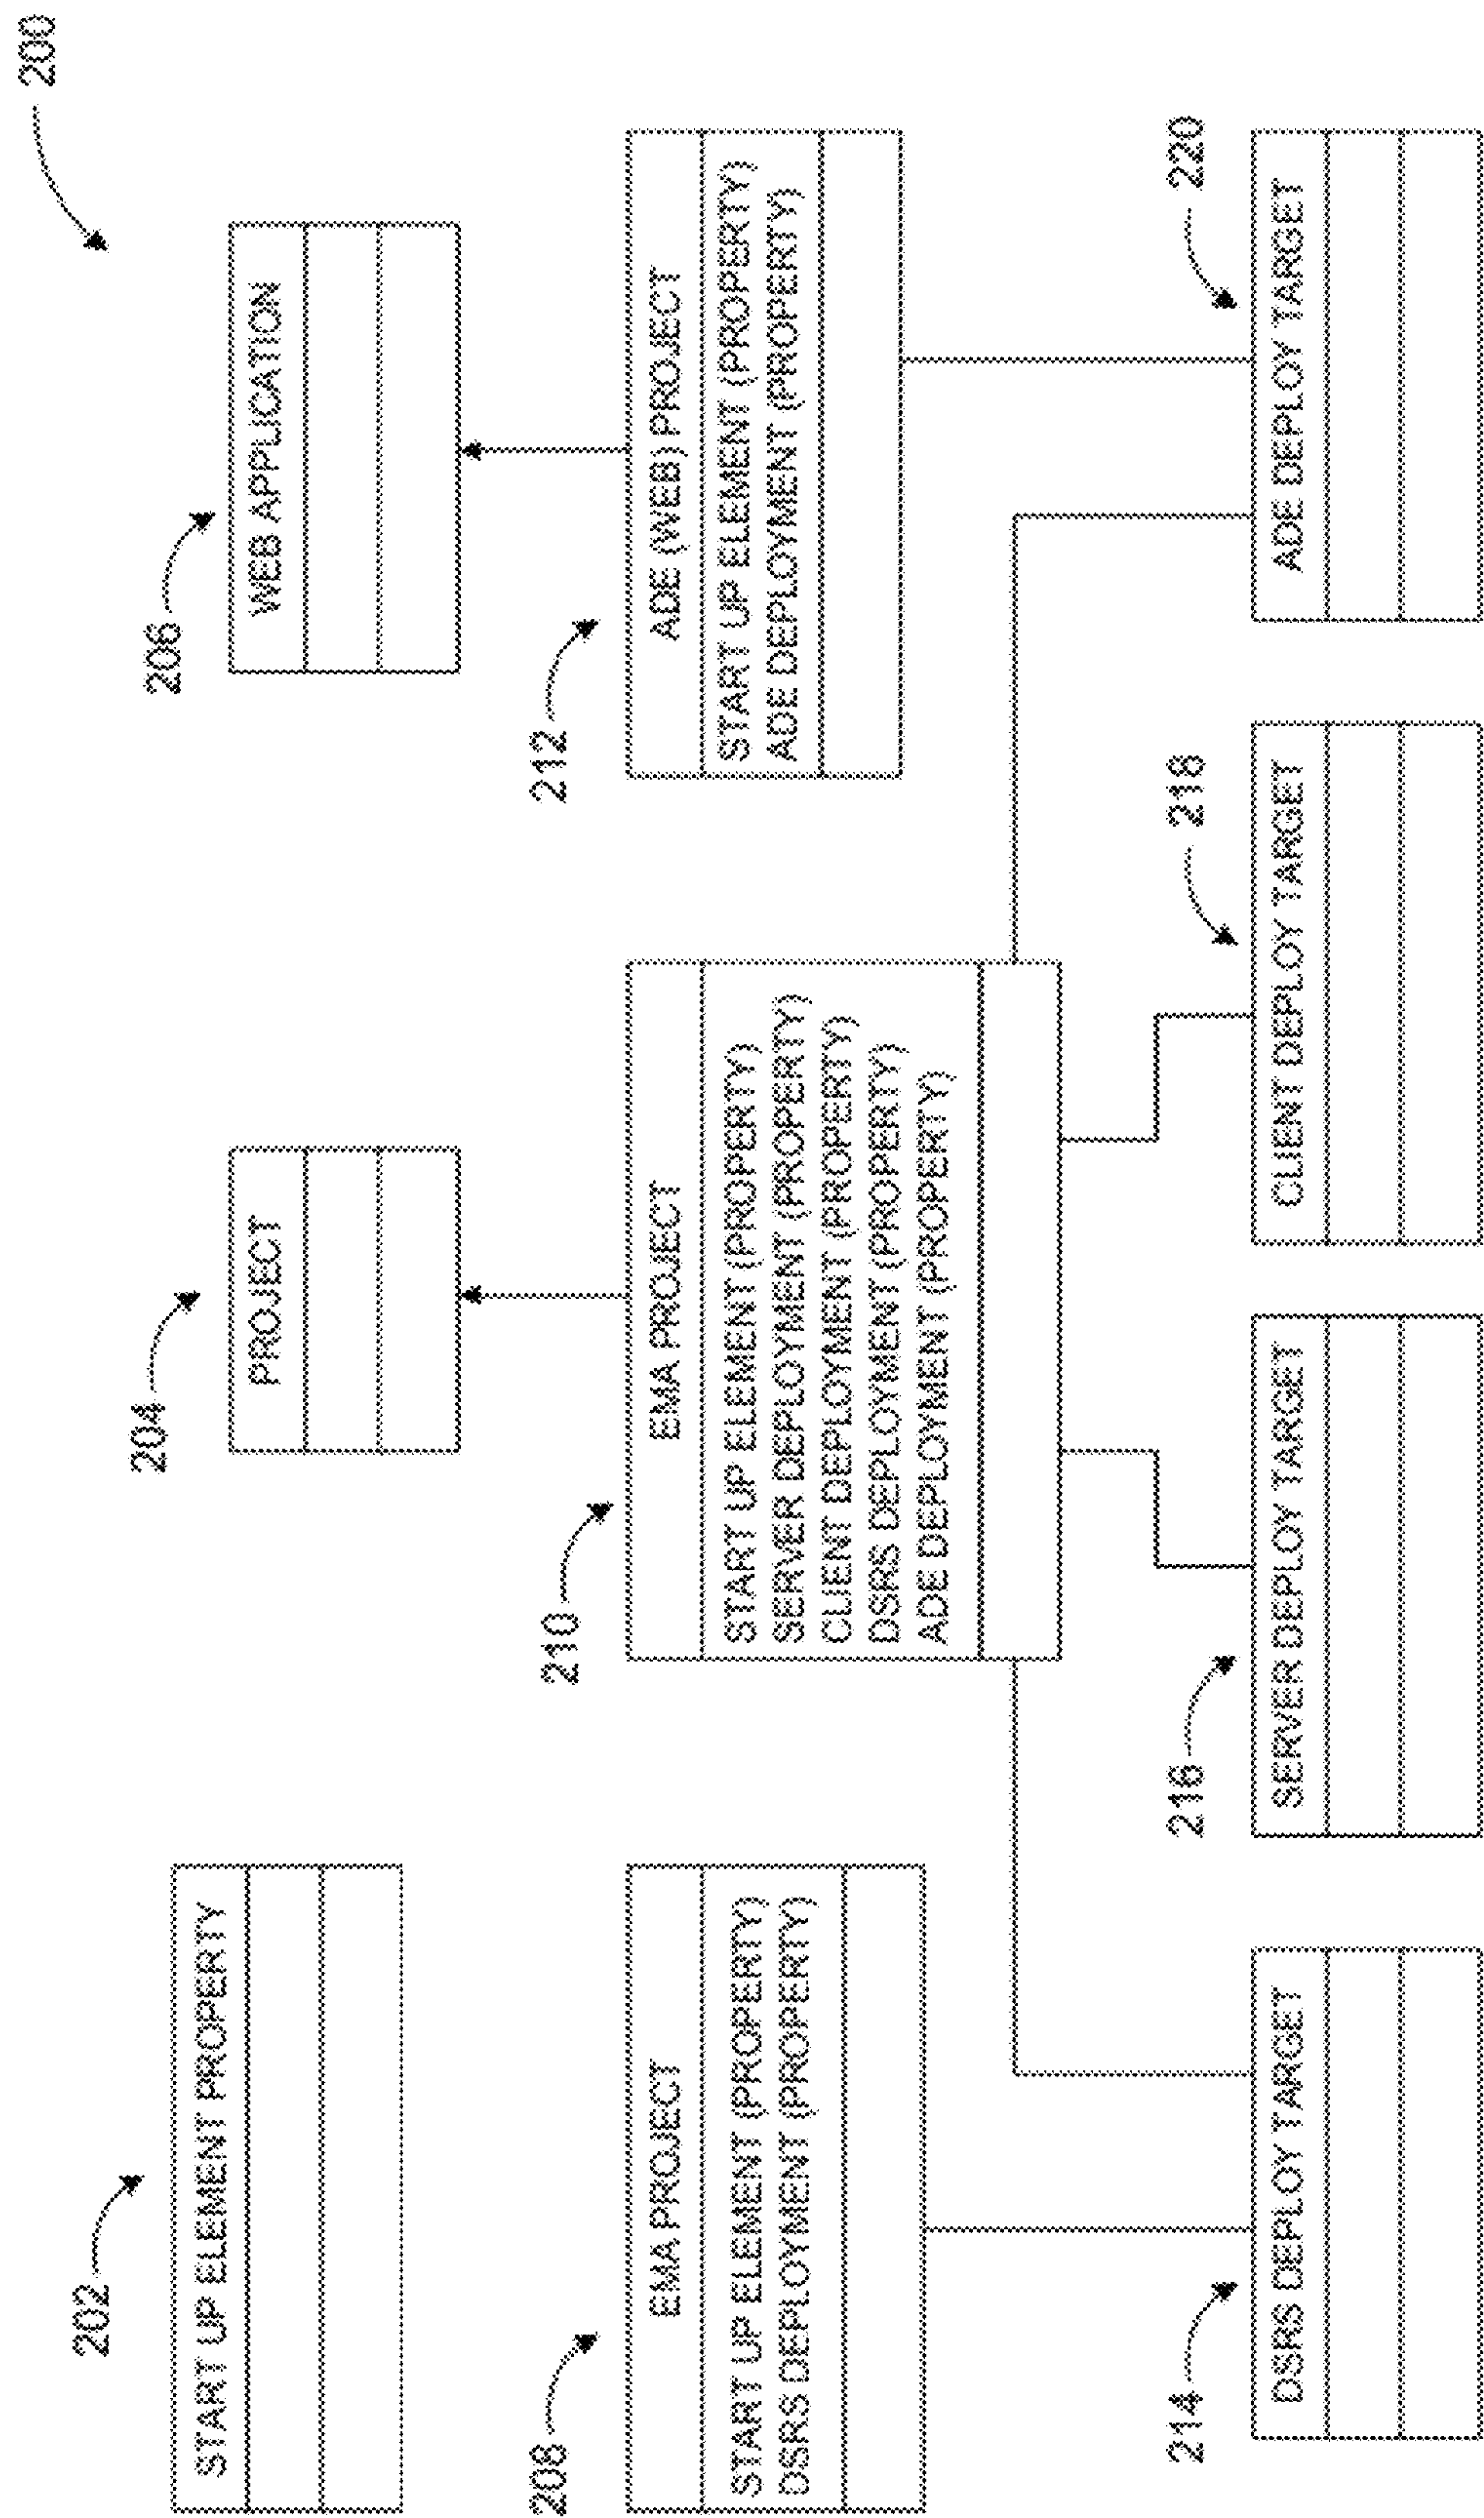 200
202
START UP ELEMENT PROPERTY
204
PROJECT
206
WEB APPLICATION
208
EMA PROJECT
START UP ELEMENT (PROPERTY)
DSRS DEPLOYMENT (PROPERTY)
210
EMA PROJECT
START UP ELEMENT (PROPERTY)
SERVER DEPLOYMENT (PROPERTY)
CLIENT DEPLOYMENT (PROPERTY)
DSRS DEPLOYMENT (PROPERTY)
ADE DEPLOYMENT (PROPERTY)
212
ADE (WEB) PROJECT
START UP ELEMENT (PROPERTY)
ADE DEPLOYMENT (PROPERTY)
214
DSRS DEPLOY TARGET
216
SERVER DEPLOY TARGET
218
CLIENT DEPLOY TARGET
220
ADE DEPLOY TARGET